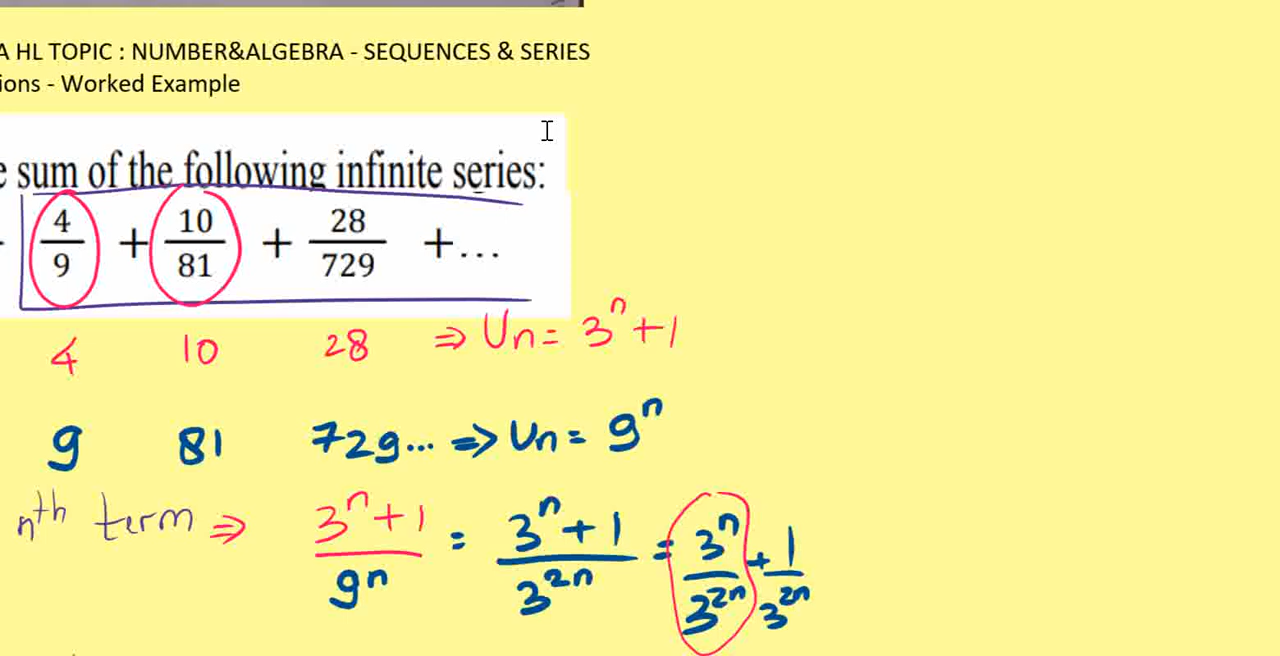 A HL TOPIC : NUMBER&ALGEBRA - SEQUENCES & SERIES
ions - Worked Example
e sum of the following infinite series:
4/9 + 10/81 + 28/729 + ...
4 10 28 ⇒ Un = 3^n + 1
9 81 729... ⇒ Un = 9^n
nth term ⇒ (3^n + 1)/9^n = (3^n + 1)/3^(2n) = 3^n/3^(2n) + 1/3^(2n)